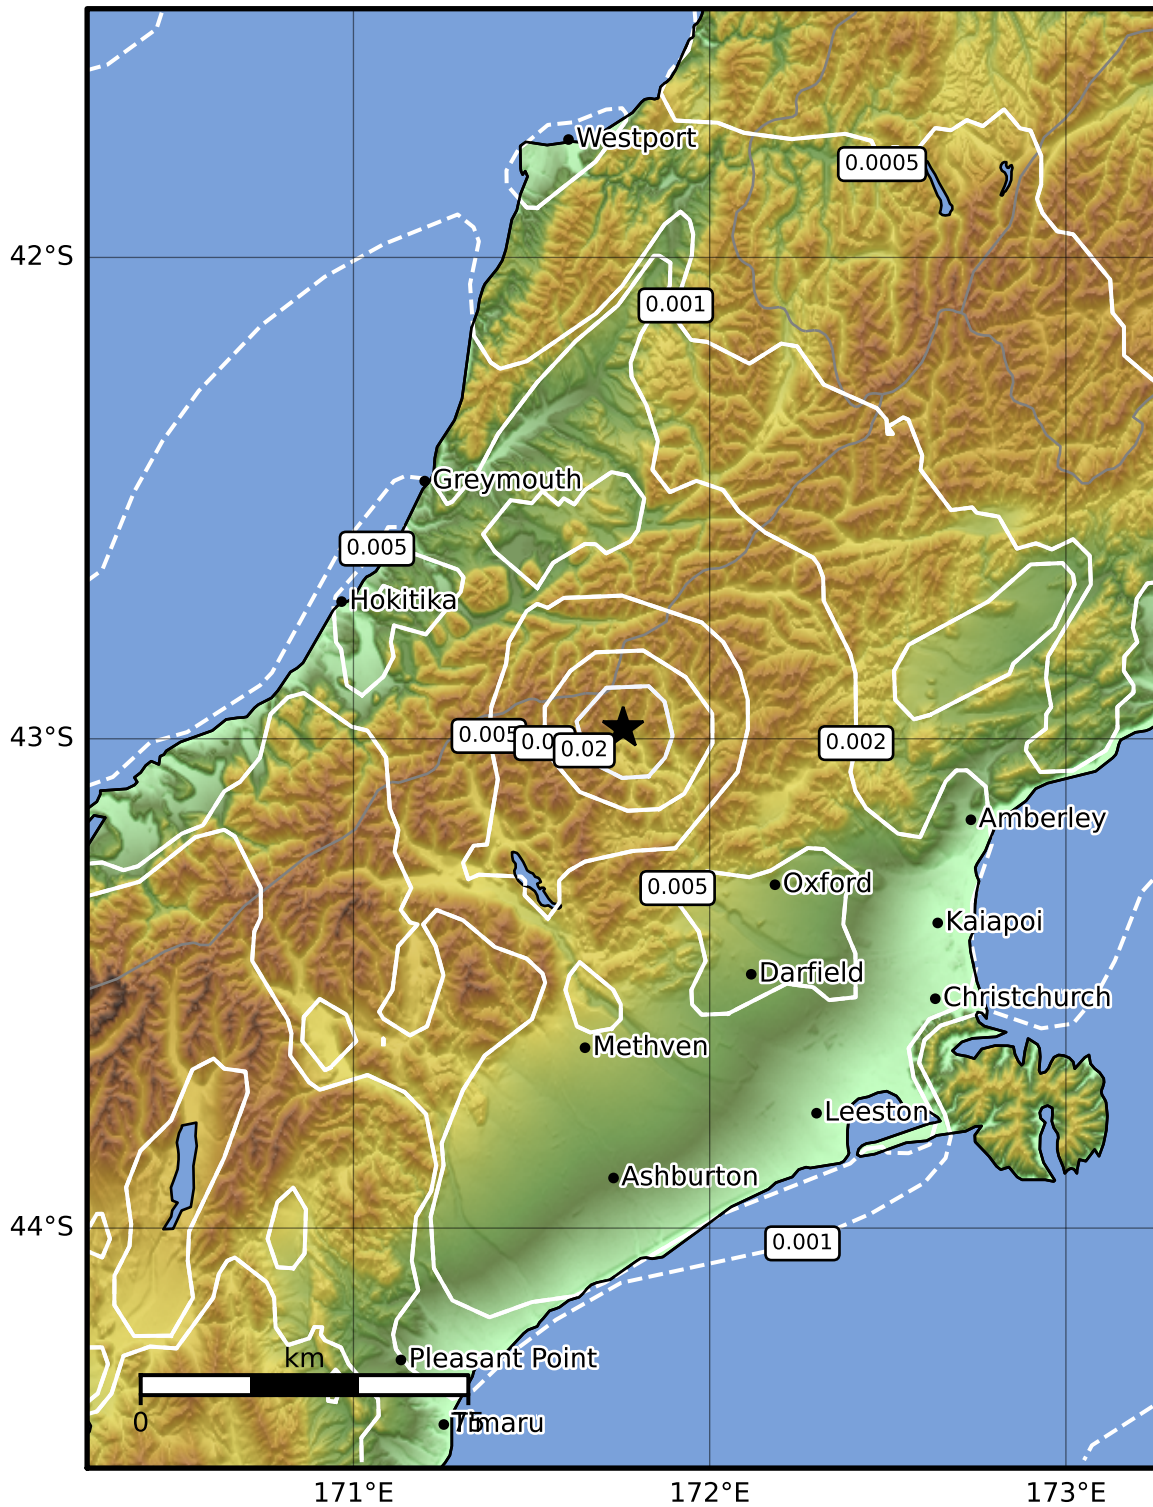 Westport
0.0005
42°S
0.001
Greymouth
0.005
Hokitika
43°S
0.005
0.02
0.002
Amberley
0.005
Oxford
Kaiapoi
Darfield
Christchurch
Methven
Leeston
Ashburton
44°S
0.001
km
Pleasant Point
0
Timaru
171°E
172°E
173°E